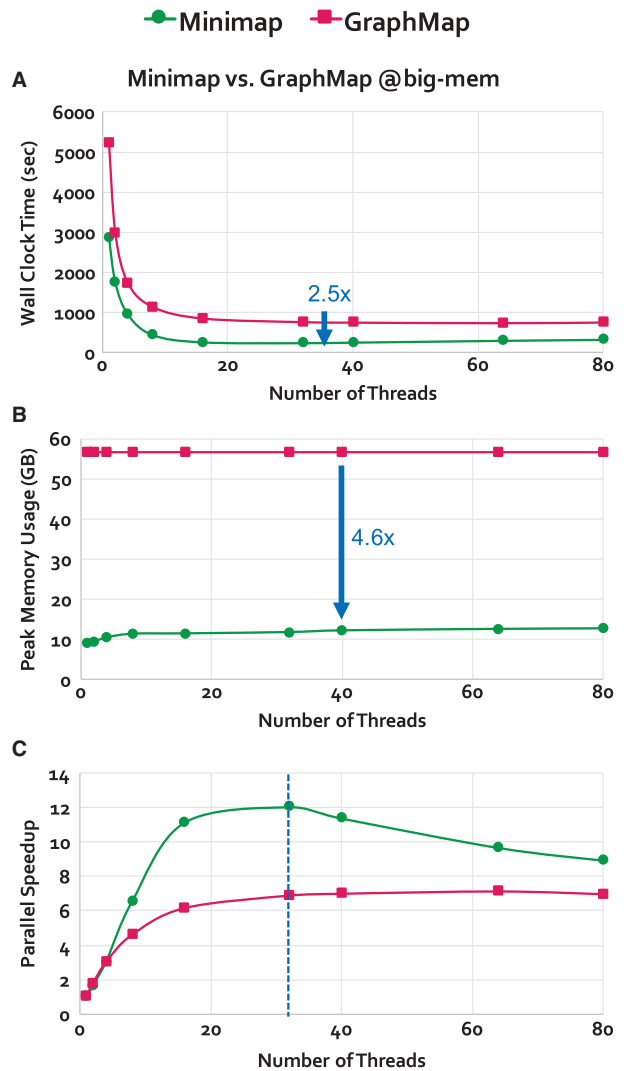 Minimap GraphMap
A Minimap vs. GraphMap @big-mem
Wall Clock Time (sec)
6000
5000
4000
3000
2000
1000
0
2.5x
0 20 40 60 80
Number of Threads
B
Peak Memory Usage (GB)
60
50
40
30
20
10
0
4.6x
0 20 40 60 80
Number of Threads
C
Parallel Speedup
14
12
10
8
6
4
2
0
0 20 40 60 80
Number of Threads